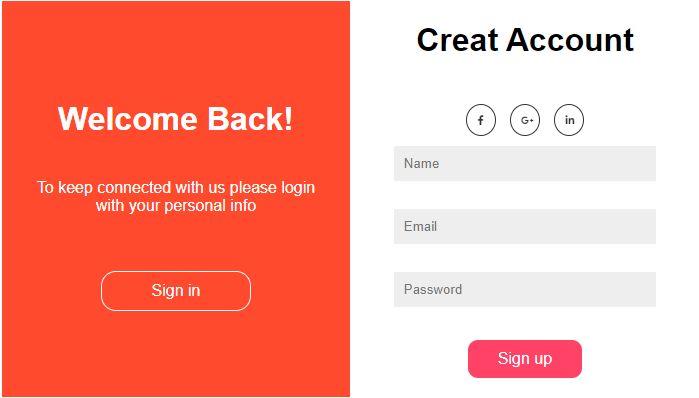 Welcome Back!
To keep connected with us please login
with your personal info
Sign in
Creat Account
f G+ in
Name
Email
Password
Sign up